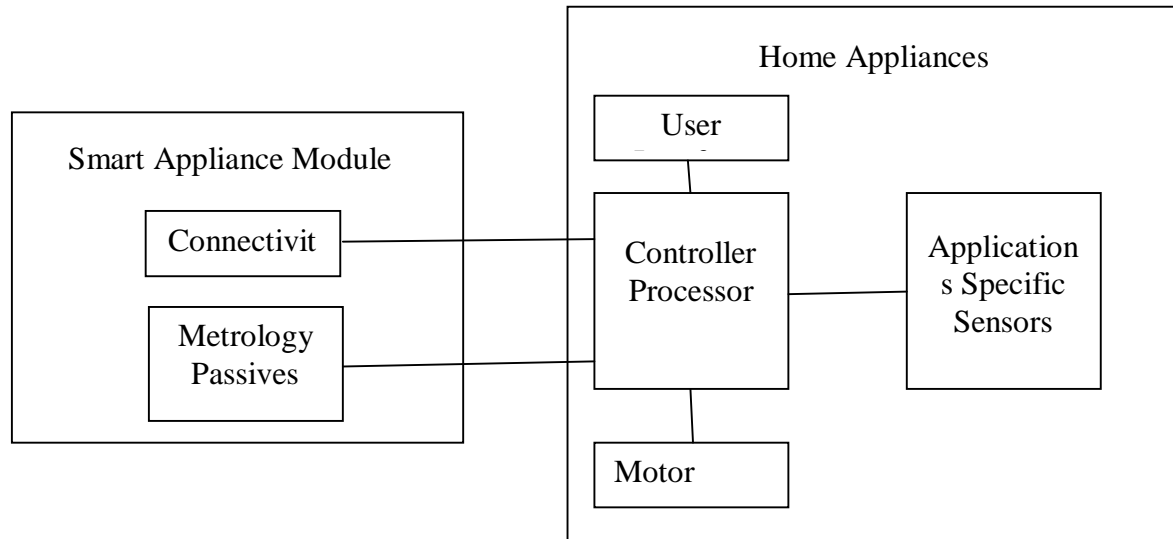 Home Appliances
User
Smart Appliance Module
Connectivit
Controller
Processor
Application
s Specific
Sensors
Metrology
Passives
Motor